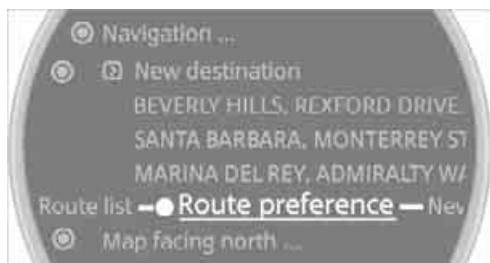 Navigation ...
New destination
BEVERLY HILLS, REXFORD DRIVE
SANTA BARBARA, MONTERREY ST
MARINA DEL REY, ADMIRALTY WA
Route list Route preference Nev
Map facing north ...